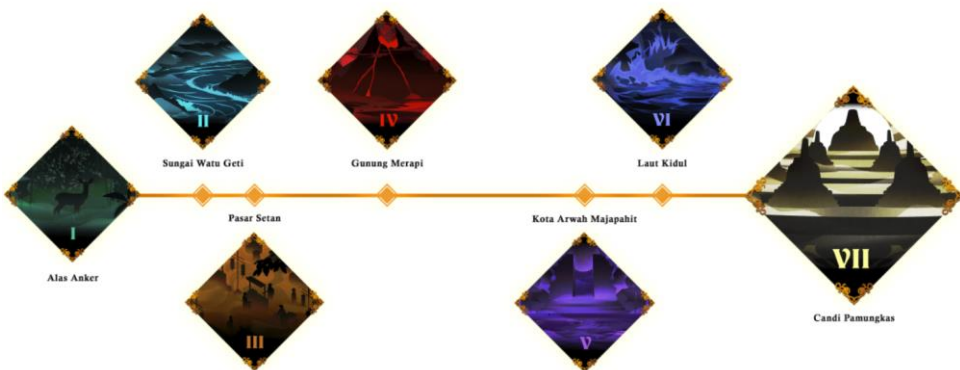 I
Alas Anker
II
Sungai Watu Geti
Pasar Setan
III
IV
Gunung Merapi
Kota Arwah Majapahit
V
VI
Laut Kidul
VII
Candi Pamungkas